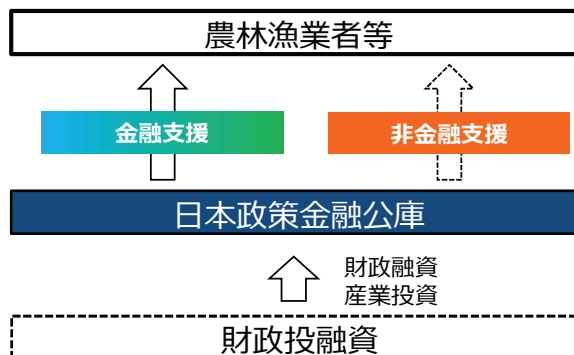 農林漁業者等
金融支援
非金融支援
日本政策金融公庫
財政融資
産業投資
財政投融資